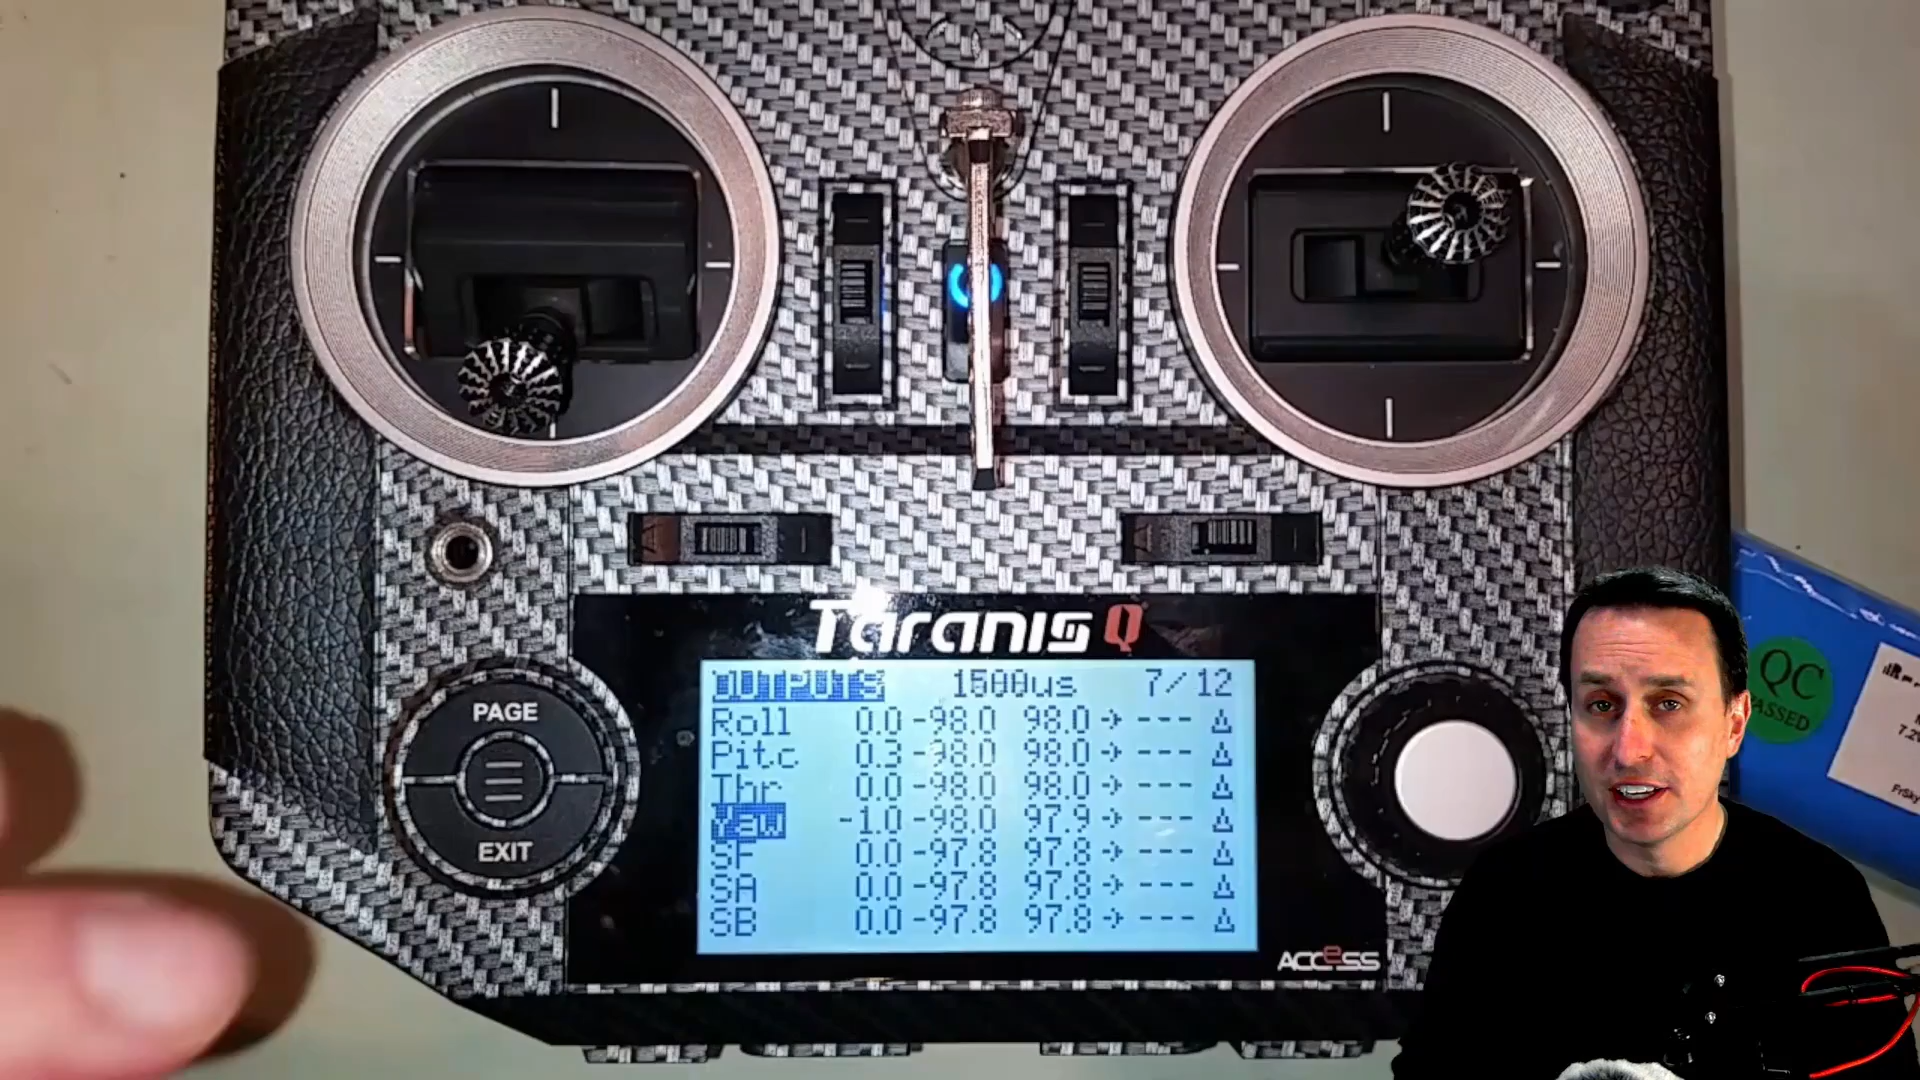 Taranis Q
OUTPUTS 1500us 7/12
Roll 0.0 -98.0 98.0 → --- Δ
Pitc 0.3 -98.0 98.0 → --- Δ
Thr 0.0 -98.0 98.0 → --- Δ
Yaw -1.0 -98.0 97.9 → --- Δ
SF 0.0 -97.8 97.8 → --- Δ
SA 0.0 -97.8 97.8 → --- Δ
SB 0.0 -97.8 97.8 → --- Δ
PAGE
EXIT
ACCeSS
QC
PASSED
FrSky